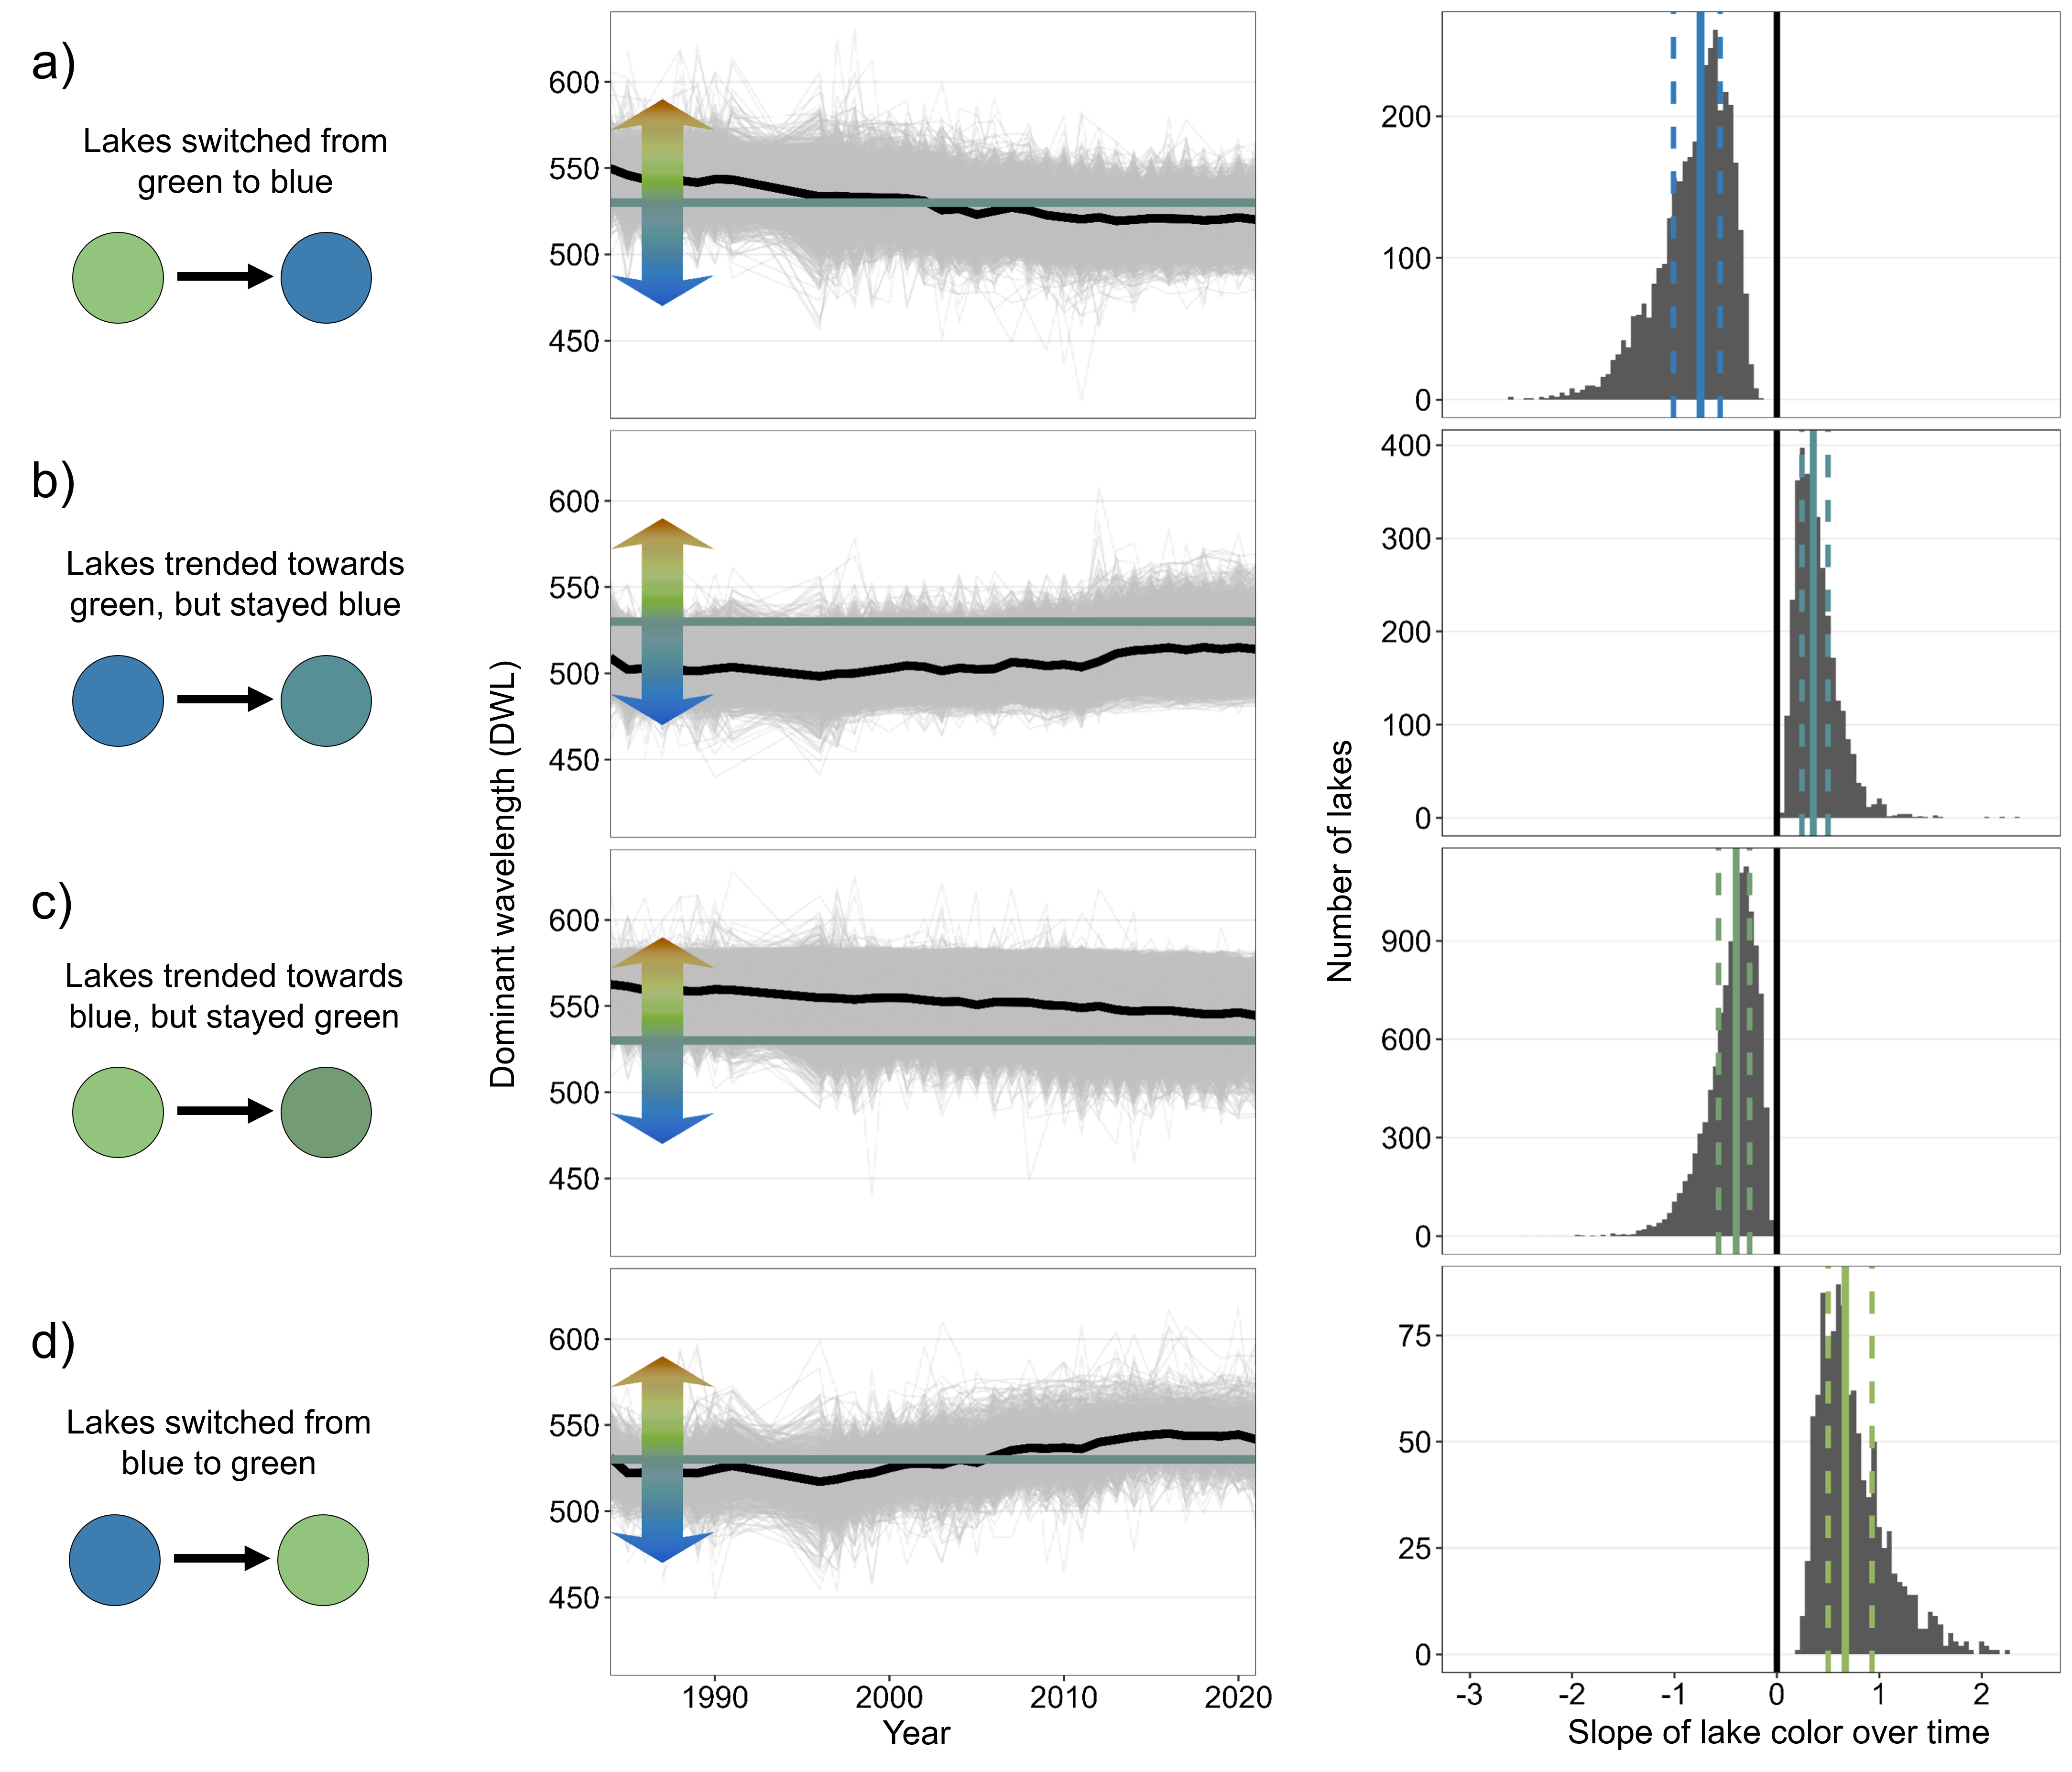 a)
Lakes switched from
green to blue
600
550
500
450
200
100
0
b)
Lakes trended towards
green, but stayed blue
600
550
500
450
400
300
200
100
0
Dominant wavelength (DWL)
Number of lakes
c)
Lakes trended towards
blue, but stayed green
600
550
500
450
900
600
300
0
d)
Lakes switched from
blue to green
600
550
500
450
75
50
25
0
1990 2000 2010 2020
Year
-3 -2 -1 0 1 2
Slope of lake color over time